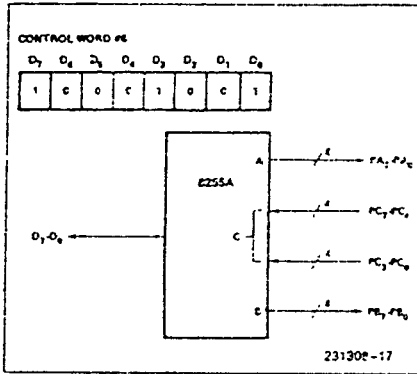 CONTROL WORD #6
D7 D6 D5 D4 D3 D2 D1 D0
1 0 0 0 1 0 0 1
8255A
A 8 PA7-PA0
4 PC7-PC4
D7-D0 C
4 PC3-PC0
B 8 PB7-PB0
231308-17